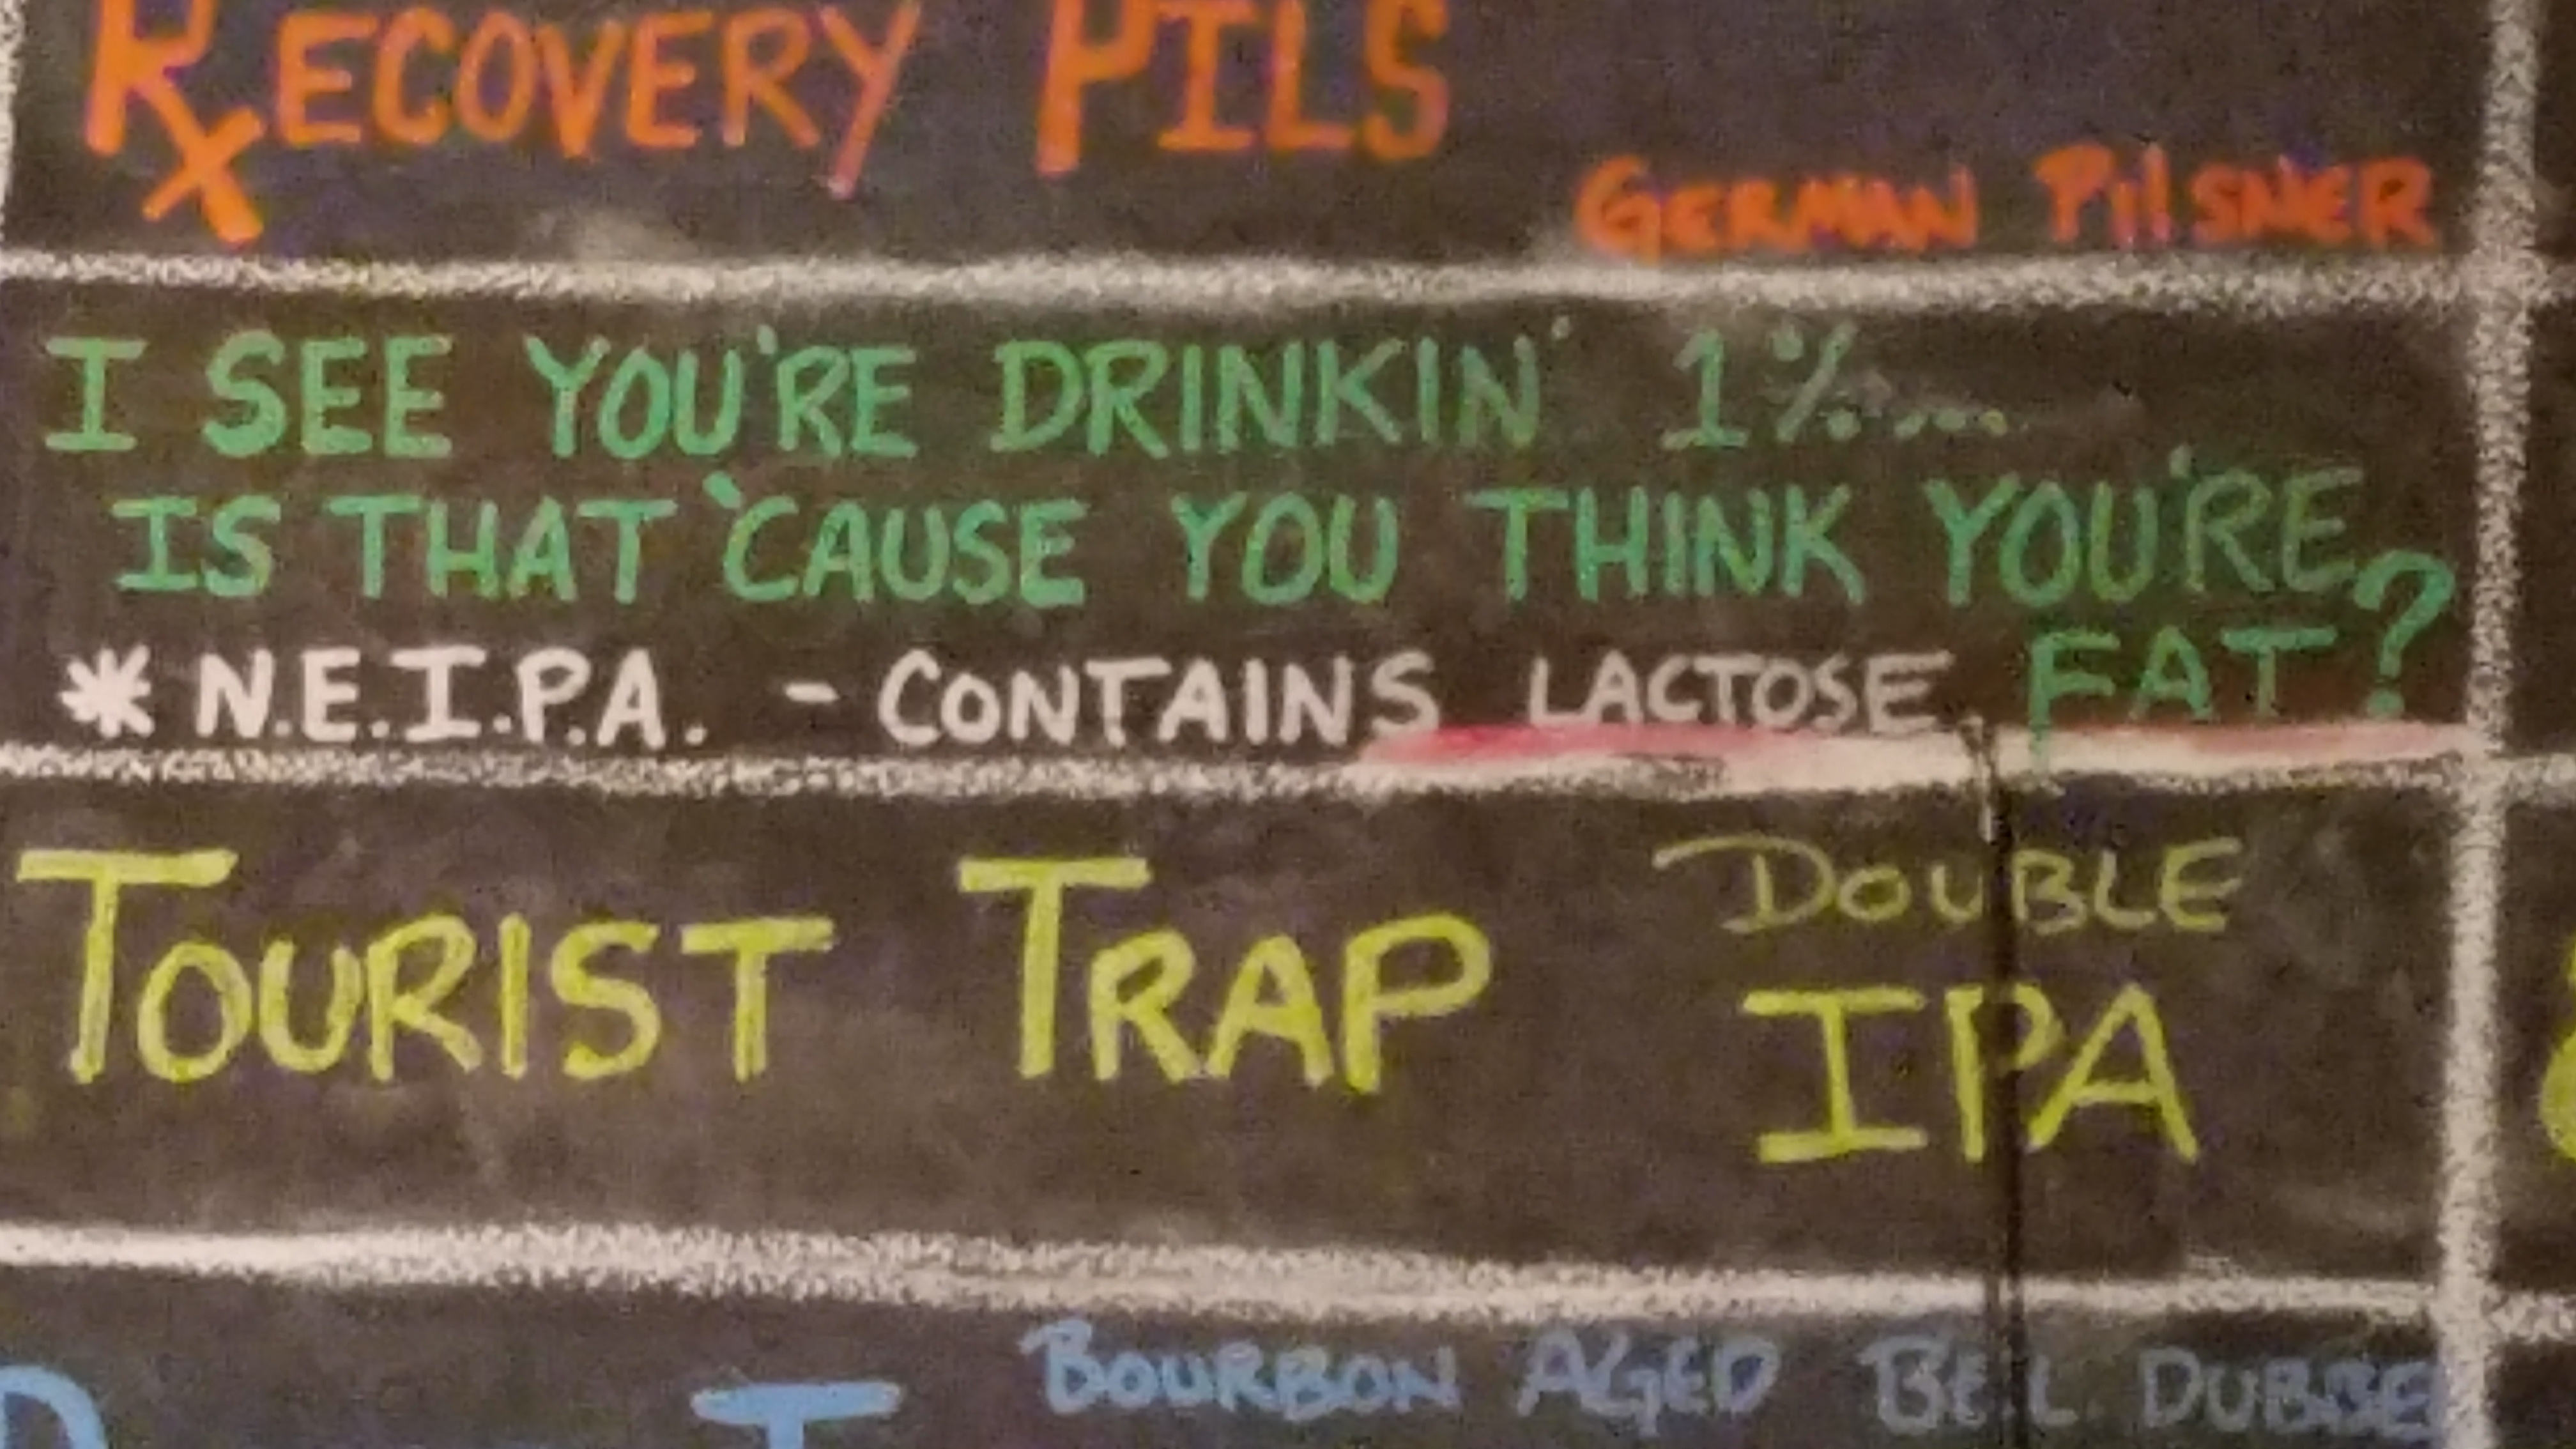 RxECOVERY PILS
GERMAN PILSNER
I SEE YOU'RE DRINKIN' 1%...
IS THAT 'CAUSE YOU THINK YOU'RE
FAT?
* N.E.I.P.A. - CONTAINS LACTOSE
TOURIST TRAP
DOUBLE
IPA
BOURBON AGED BEL. DUBBE